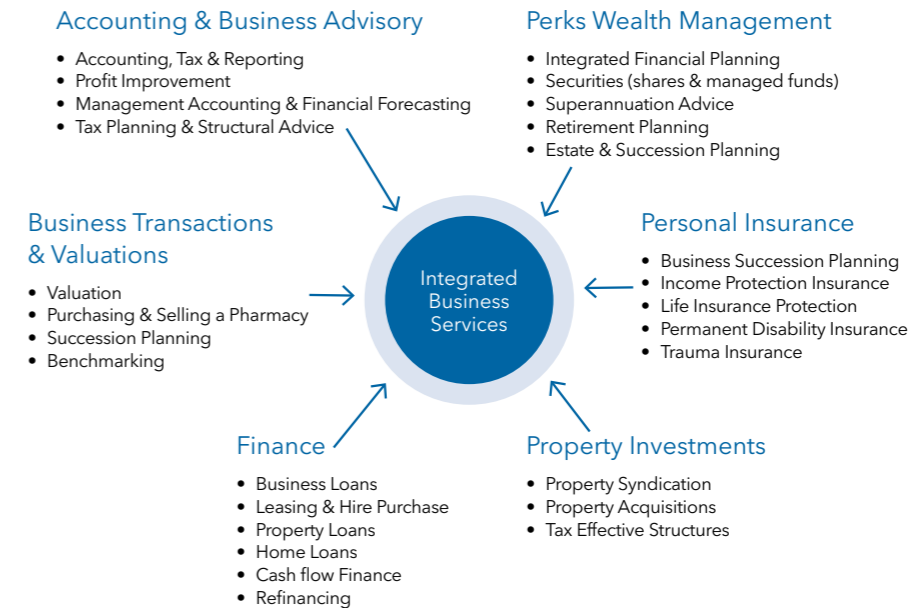 Accounting & Business Advisory
• Accounting, Tax & Reporting
• Profit Improvement
• Management Accounting & Financial Forecasting
• Tax Planning & Structural Advice
Perks Wealth Management
• Integrated Financial Planning
• Securities (shares & managed funds)
• Superannuation Advice
• Retirement Planning
• Estate & Succession Planning
Business Transactions
& Valuations
• Valuation
• Purchasing & Selling a Pharmacy
• Succession Planning
• Benchmarking
Integrated
Business
Services
Personal Insurance
• Business Succession Planning
• Income Protection Insurance
• Life Insurance Protection
• Permanent Disability Insurance
• Trauma Insurance
Finance
• Business Loans
• Leasing & Hire Purchase
• Property Loans
• Home Loans
• Cash flow Finance
• Refinancing
Property Investments
• Property Syndication
• Property Acquisitions
• Tax Effective Structures